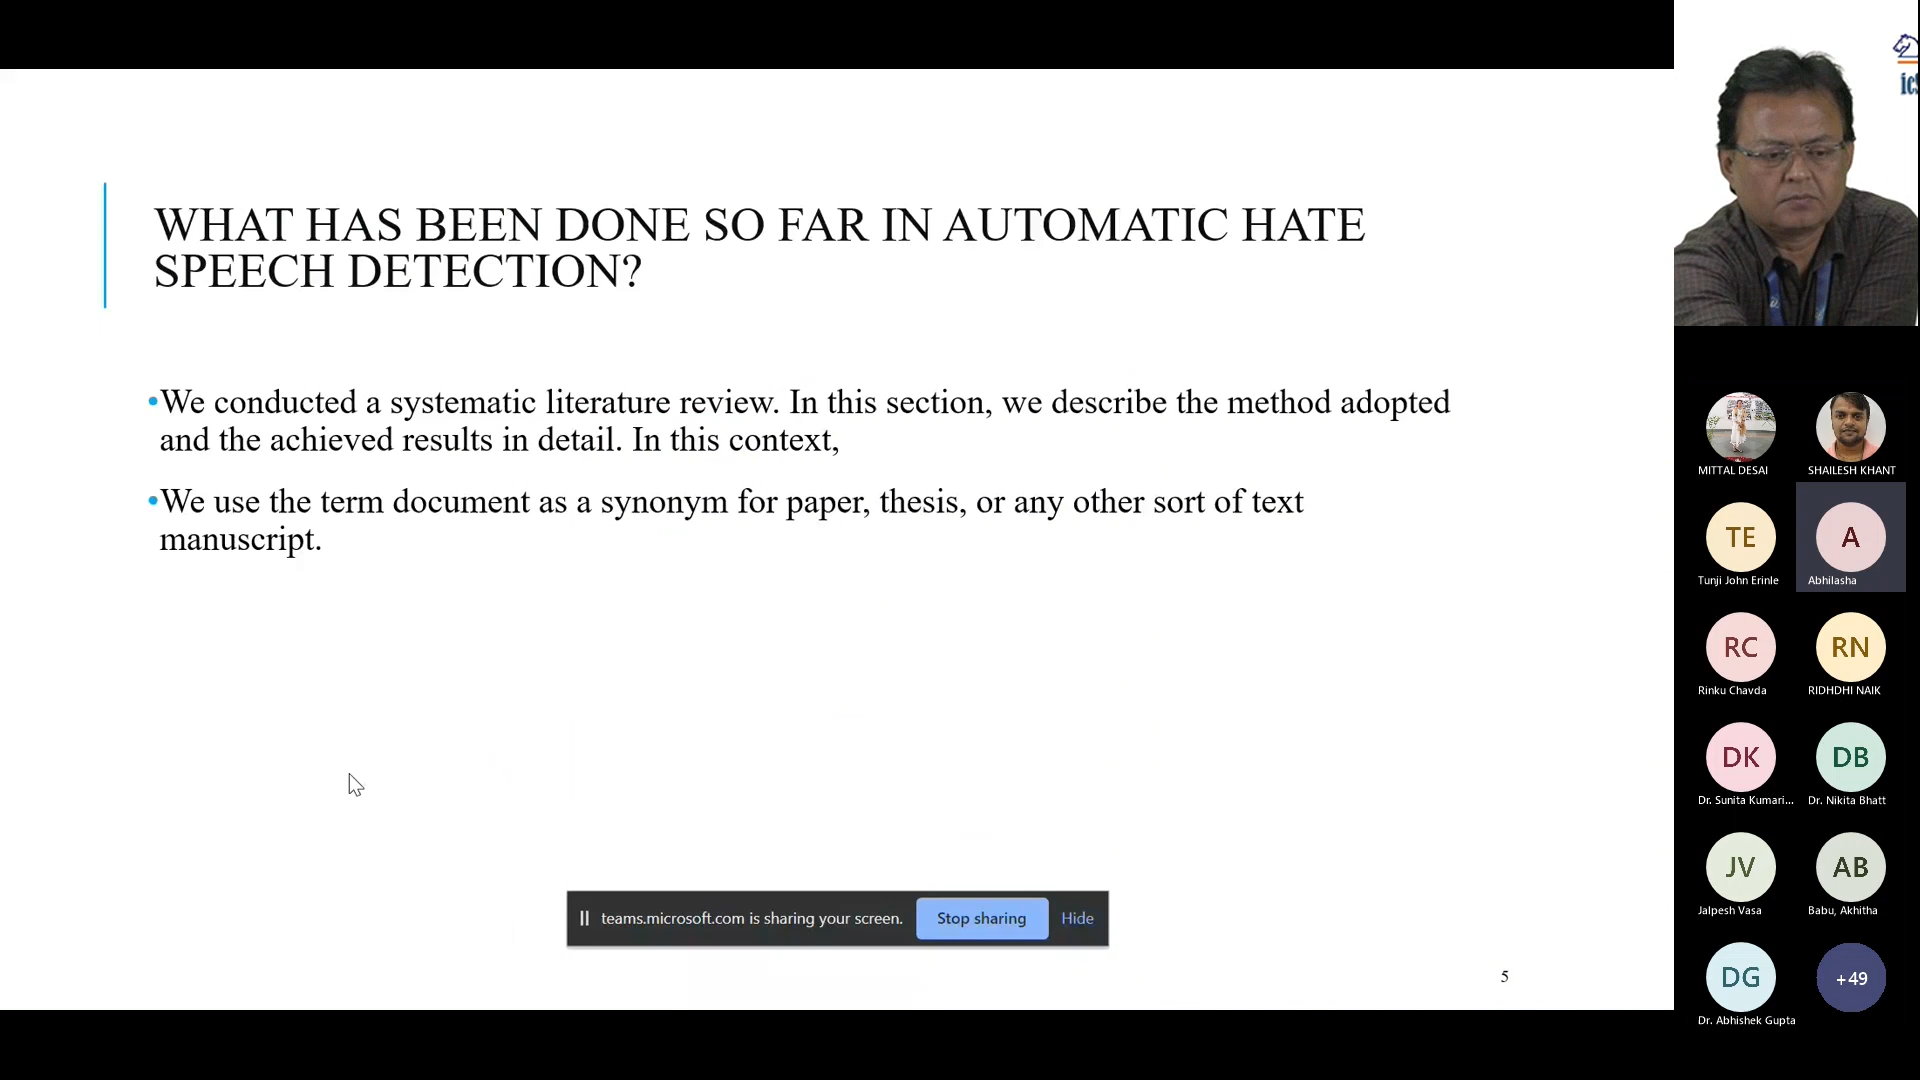 WHAT HAS BEEN DONE SO FAR IN AUTOMATIC HATE
SPEECH DETECTION?
•We conducted a systematic literature review. In this section, we describe the method adopted
and the achieved results in detail. In this context,
•We use the term document as a synonym for paper, thesis, or any other sort of text
manuscript.
teams.microsoft.com is sharing your screen. Stop sharing Hide
5
MITTAL DESAI
SHAILESH KHANT
TE
Tunji John Erinle
A
Abhilasha
RC
Rinku Chavda
RN
RIDHDHI NAIK
DK
Dr. Sunita Kumari...
DB
Dr. Nikita Bhatt
JV
Jalpesh Vasa
AB
Babu, Akhitha
DG
Dr. Abhishek Gupta
+49